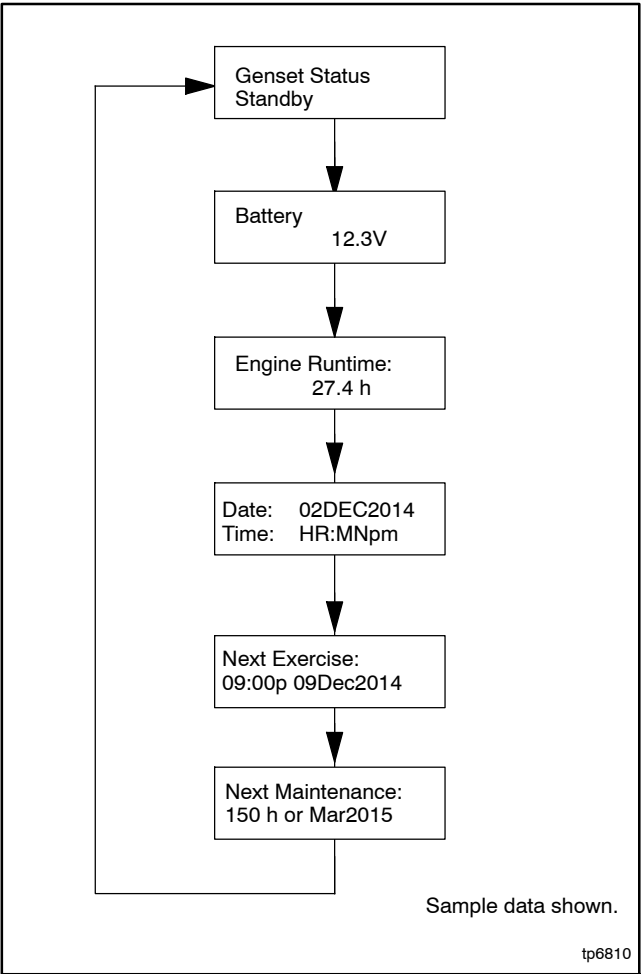 Genset Status
Standby
Battery
12.3V
Engine Runtime:
27.4 h
Date: 02DEC2014
Time: HR:MNpm
Next Exercise:
09:00p 09Dec2014
Next Maintenance:
150 h or Mar2015
Sample data shown.
tp6810